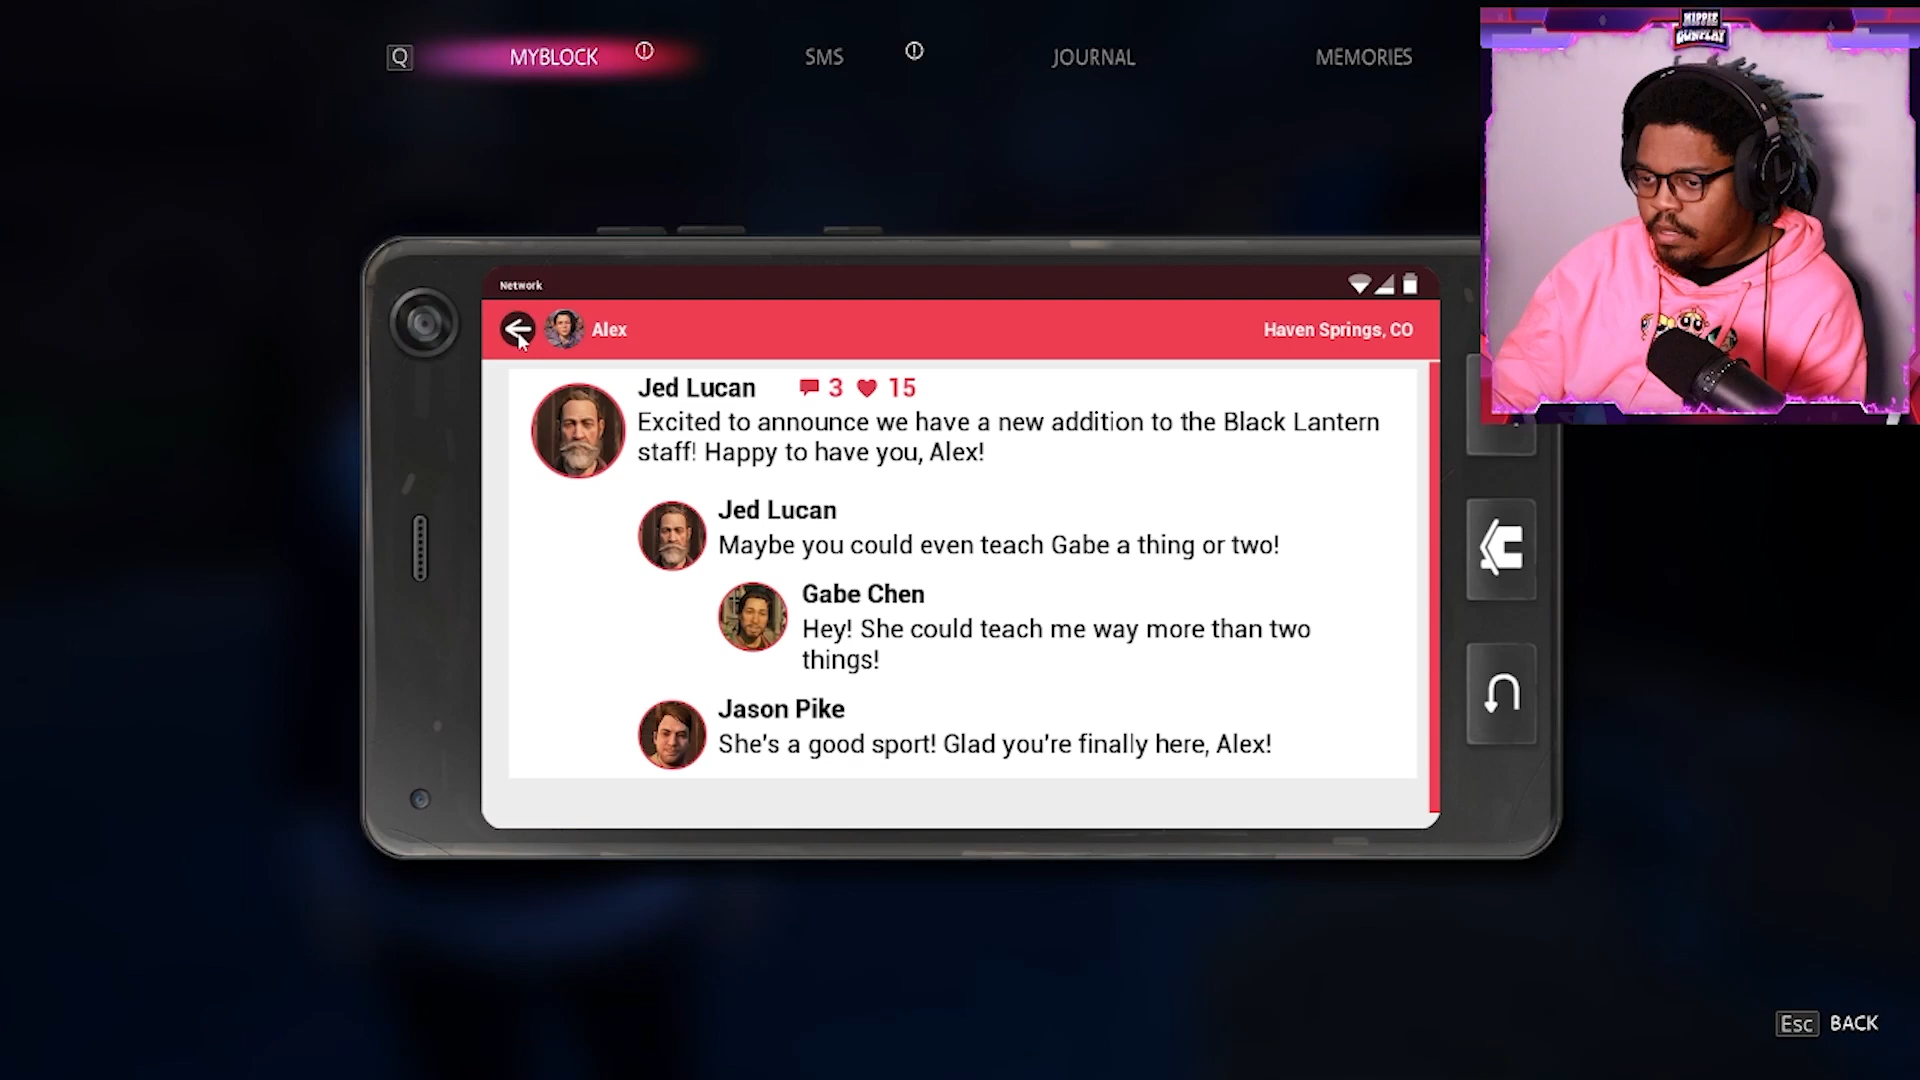 HIPPIE
GUNPLAY
Q MYBLOCK SMS JOURNAL MEMORIES
Network
Alex Haven Springs, CO
Jed Lucan 3 15
Excited to announce we have a new addition to the Black Lantern
staff! Happy to have you, Alex!
Jed Lucan
Maybe you could even teach Gabe a thing or two!
Gabe Chen
Hey! She could teach me way more than two
things!
Jason Pike
She's a good sport! Glad you're finally here, Alex!
Esc BACK